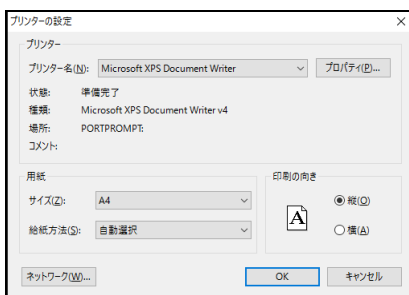 プリンターの設定
プリンター
プリンター名(N): Microsoft XPS Document Writer プロパティ(P)...
状態: 準備完了
種類: Microsoft XPS Document Writer v4
場所: PORTPROMPT:
コメント:
用紙
サイズ(Z): A4
給紙方法(S): 自動選択
印刷の向き
A
縦(O)
横(A)
ネットワーク(W)... OK キャンセル